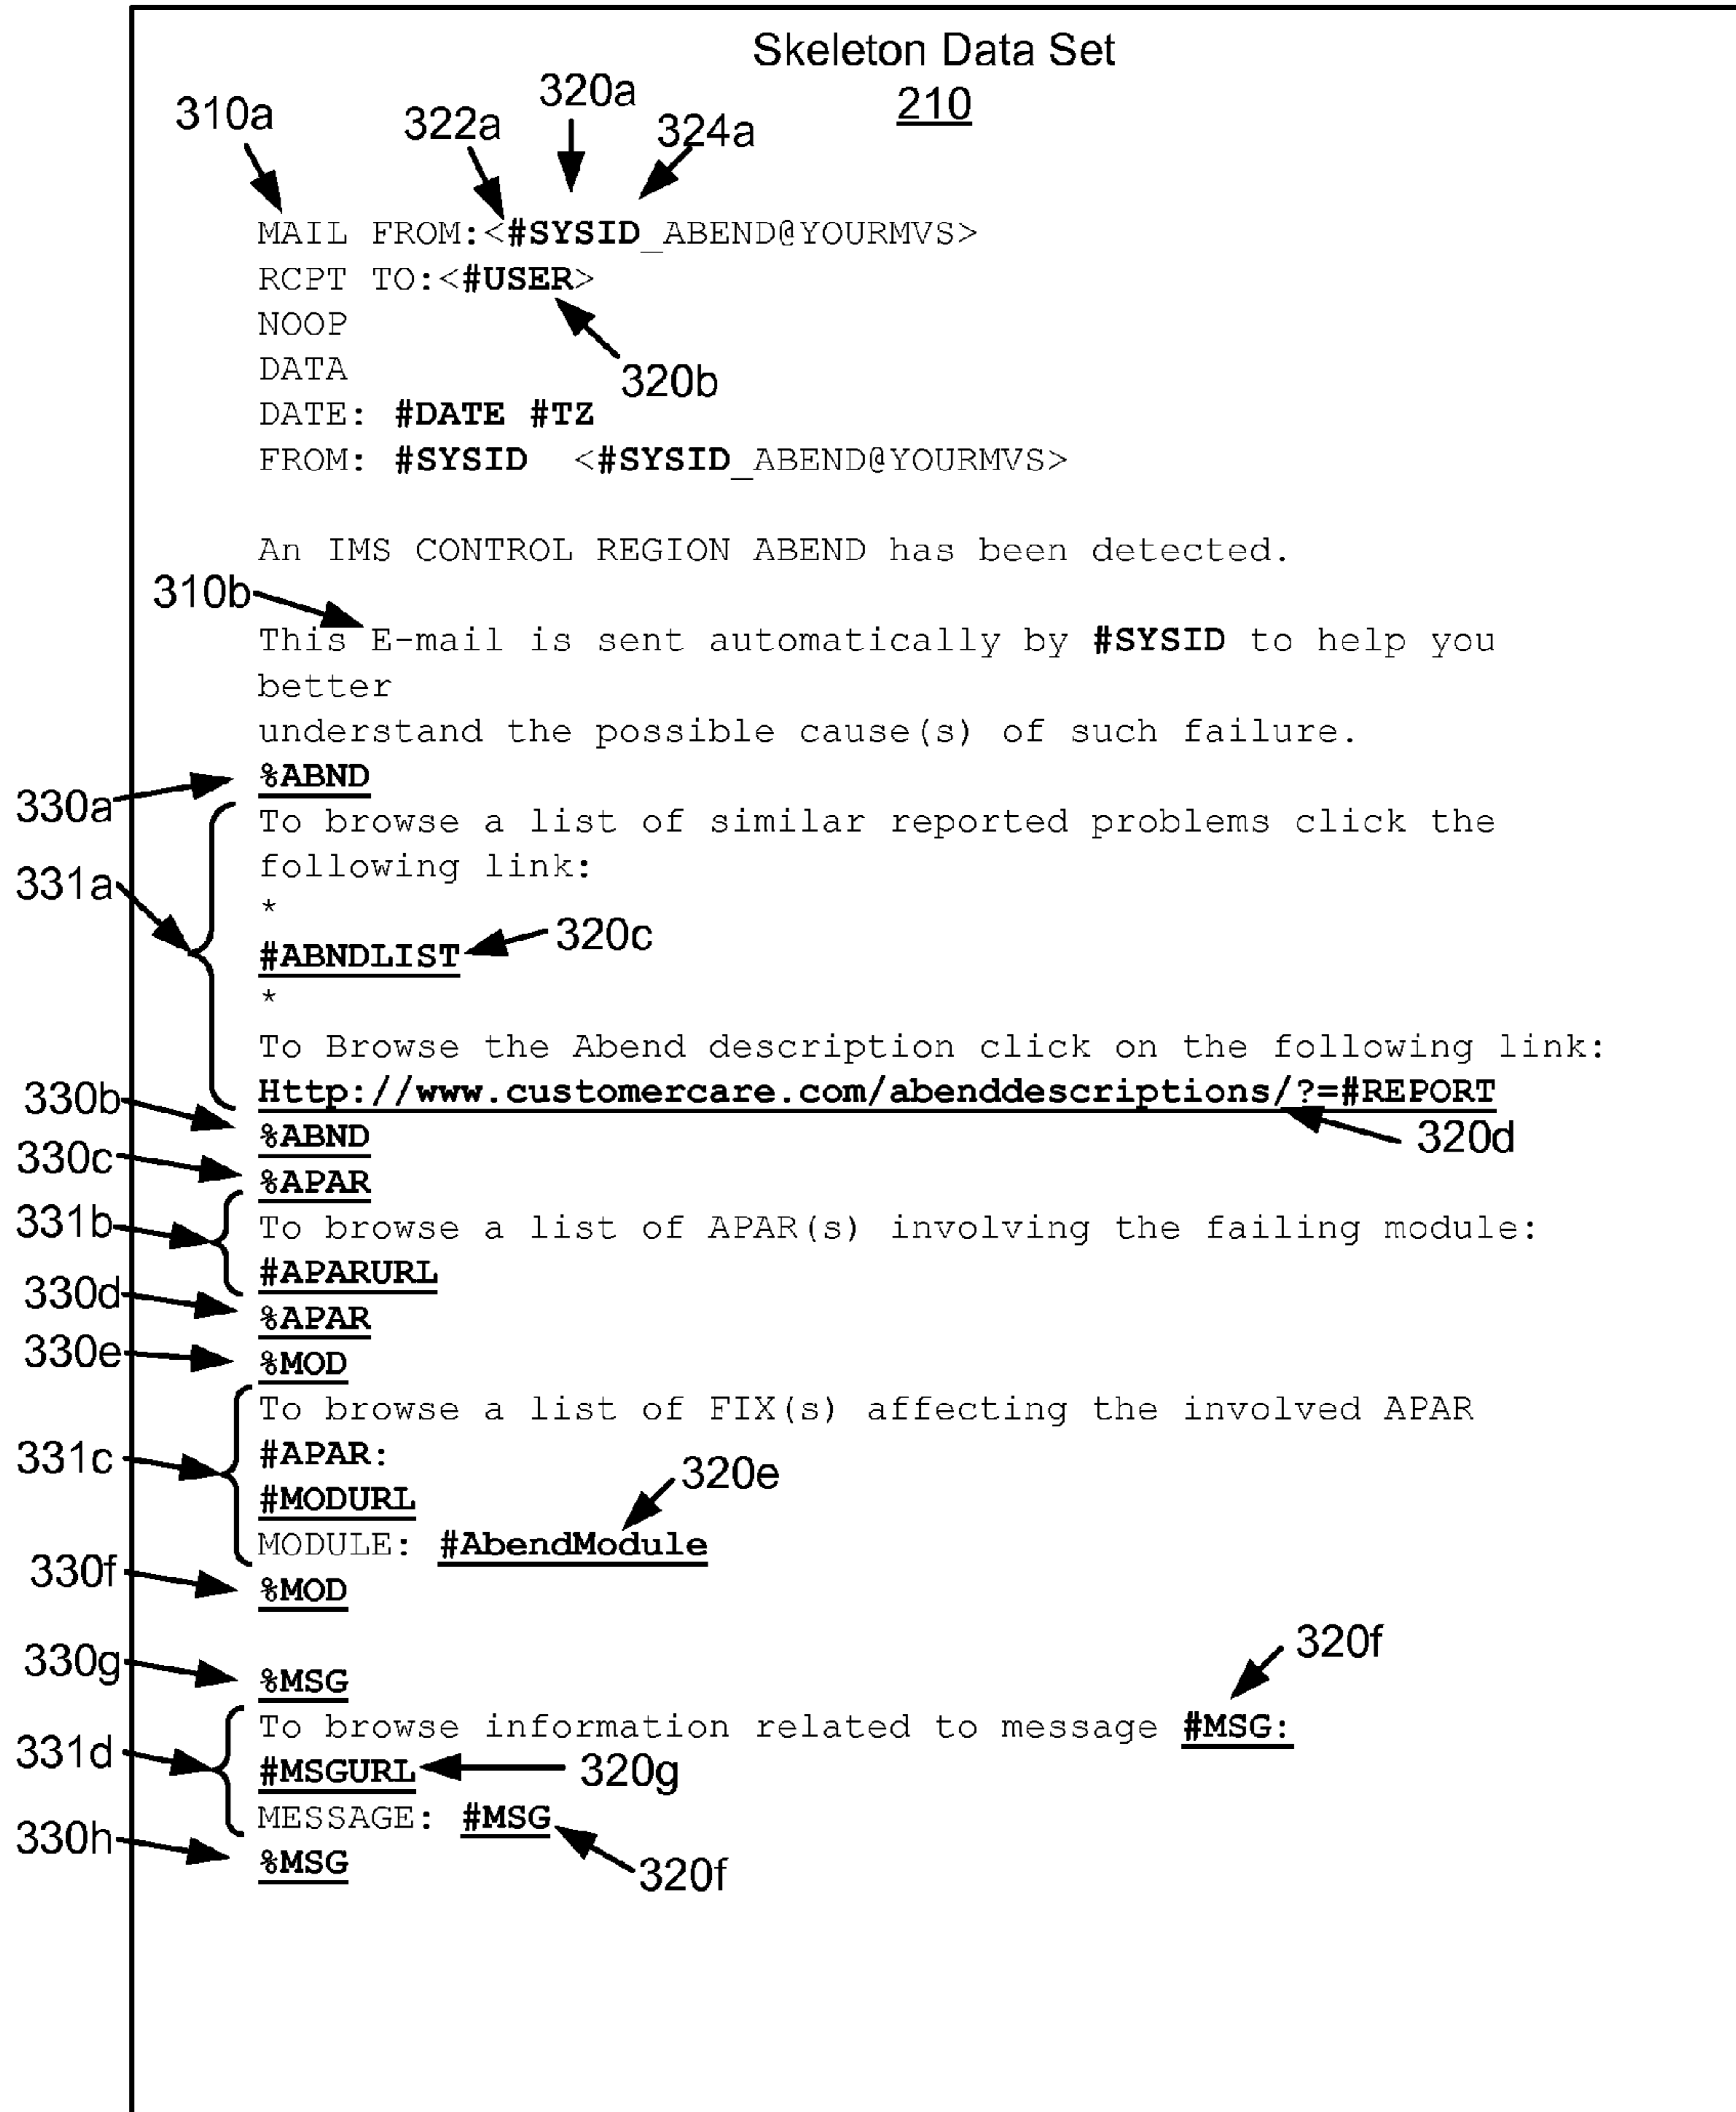 Skeleton Data Set
210
310a
322a
320a
324a
MAIL FROM:<#SYSID_ABEND@YOURMVS>
RCPT TO:<#USER>
NOOP
DATA
320b
DATE: #DATE #TZ
FROM: #SYSID <#SYSID_ABEND@YOURMVS>
An IMS CONTROL REGION ABEND has been detected.
310b
This E-mail is sent automatically by #SYSID to help you
better
understand the possible cause(s) of such failure.
330a
%ABND
331a
To browse a list of similar reported problems click the
following link:
*
#ABNDLIST
320c
*
To Browse the Abend description click on the following link:
Http://www.customercare.com/abenddescriptions/?=#REPORT
330b
%ABND
320d
330c
%APAR
331b
To browse a list of APAR(s) involving the failing module:
#APARURL
330d
%APAR
330e
%MOD
331c
To browse a list of FIX(s) affecting the involved APAR
#APAR:
#MODURL
320e
MODULE: #AbendModule
330f
%MOD
330g
%MSG
320f
331d
To browse information related to message #MSG:
#MSGURL
320g
MESSAGE: #MSG
330h
%MSG
320f